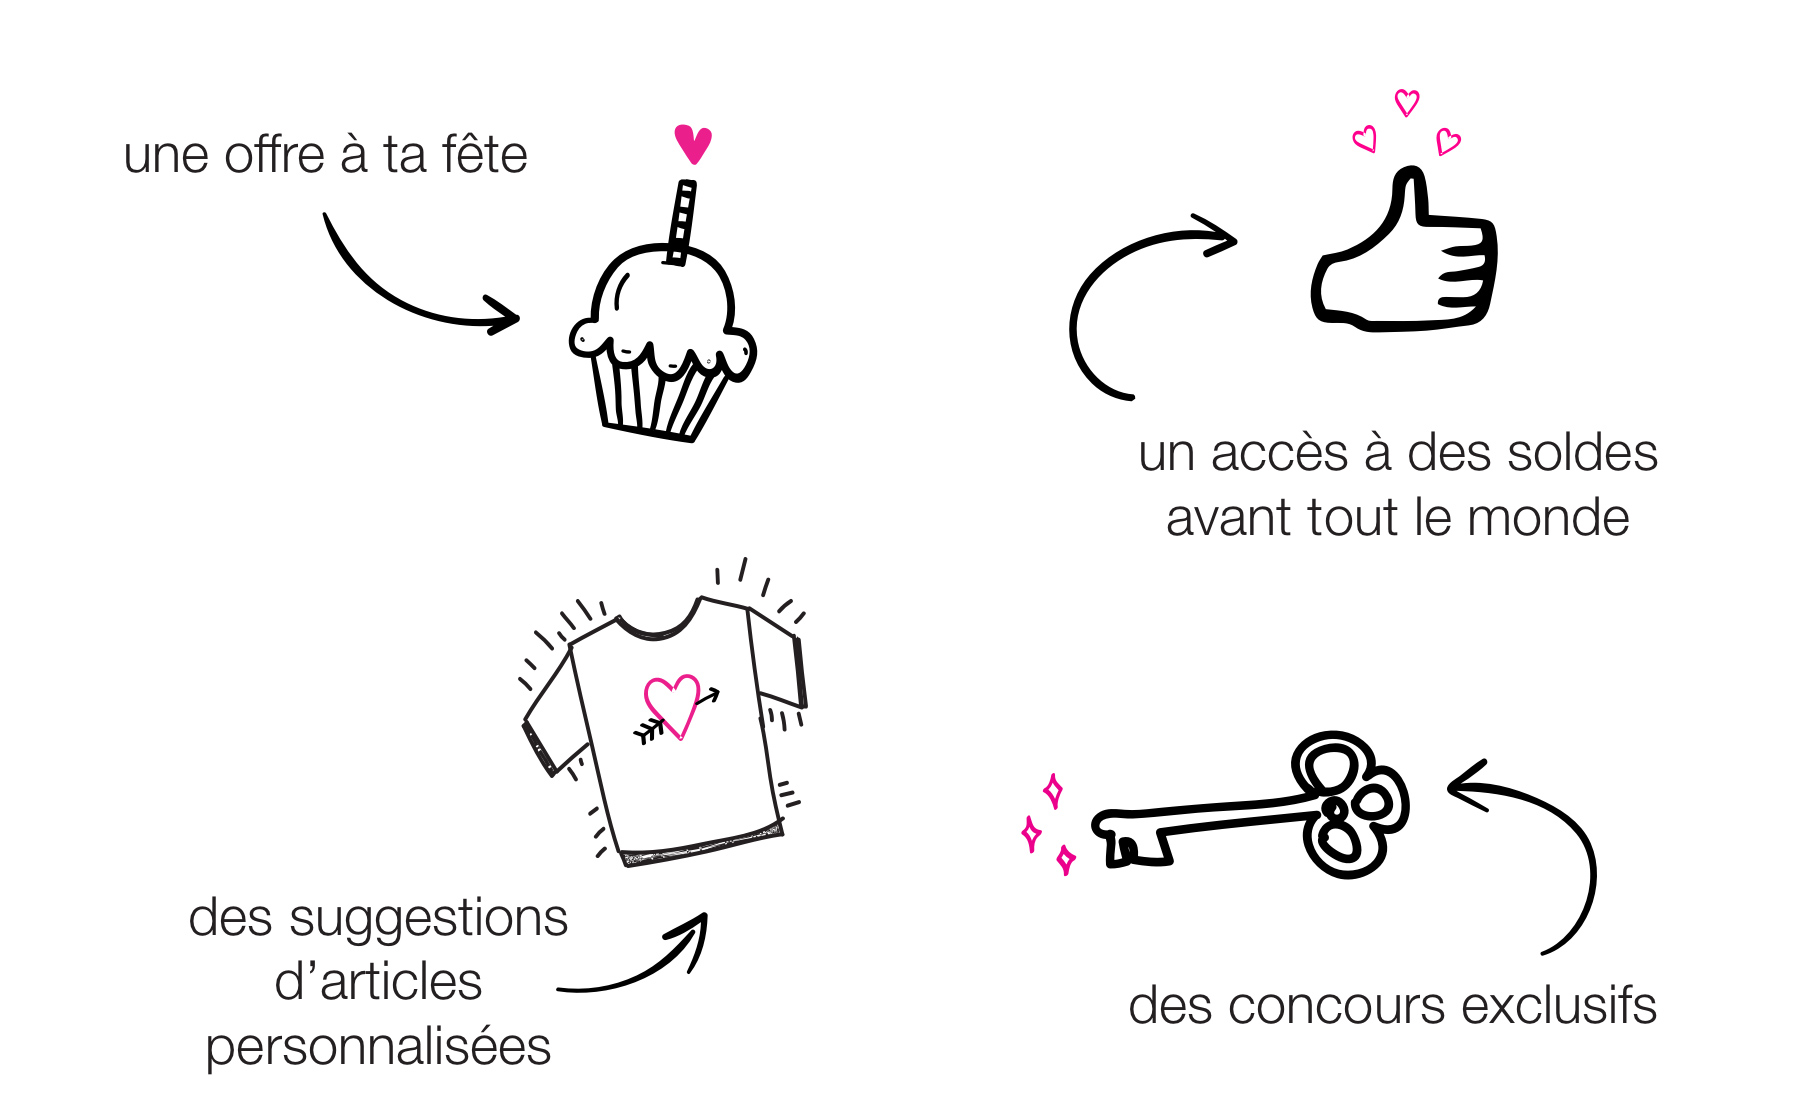 une offre à ta fête
un accès à des soldes
avant tout le monde
des suggestions
d’articles
personnalisées
des concours exclusifs